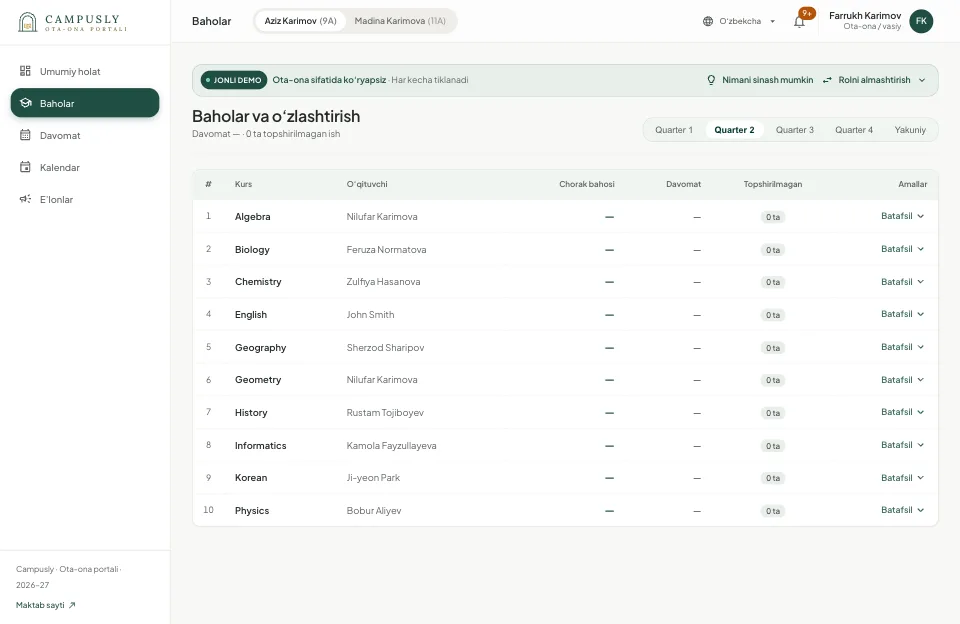 CAMPUSLY
OTA-ONA PORTALI
Umumiy holat
Baholar
Davomat
Kalendar
E'lonlar
Campusly · Ota-ona portali ·
2026–27
Maktab sayti
Baholar
Aziz Karimov (9A)
Madina Karimova (11A)
O'zbekcha
9+
Farrukh Karimov
Ota-ona / vasiy
FK
JONLI DEMO
Ota-ona sifatida ko'ryapsiz · Har kecha tiklanadi
Nimani sinash mumkin
Rolni almashtirish
Baholar va o'zlashtirish
Davomat — · 0 ta topshirilmagan ish
Quarter 1 Quarter 2 Quarter 3 Quarter 4 Yakuniy
# Kurs O'qituvchi Chorak bahosi Davomat Topshirilmagan Amallar
1 Algebra Nilufar Karimova — — 0 ta Batafsil
2 Biology Feruza Normatova — — 0 ta Batafsil
3 Chemistry Zulfiya Hasanova — — 0 ta Batafsil
4 English John Smith — — 0 ta Batafsil
5 Geography Sherzod Sharipov — — 0 ta Batafsil
6 Geometry Nilufar Karimova — — 0 ta Batafsil
7 History Rustam Tojiboyev — — 0 ta Batafsil
8 Informatics Kamola Fayzullayeva — — 0 ta Batafsil
9 Korean Ji-yeon Park — — 0 ta Batafsil
10 Physics Bobur Aliyev — — 0 ta Batafsil